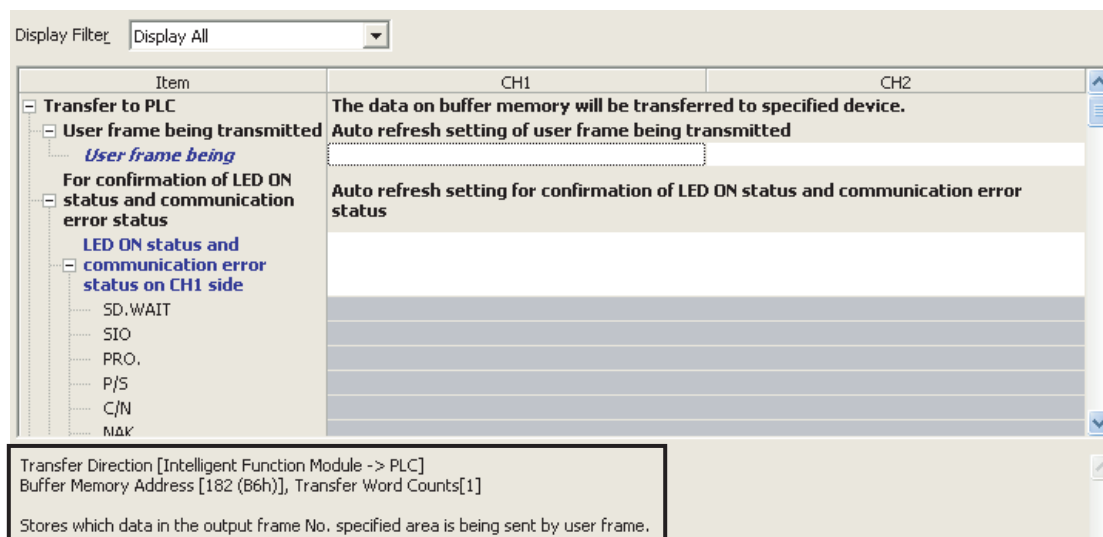 Display Filter Display All
Item CH1 CH2
Transfer to PLC The data on buffer memory will be transferred to specified device.
User frame being transmitted Auto refresh setting of user frame being transmitted
User frame being
For confirmation of LED ON
status and communication
error status
Auto refresh setting for confirmation of LED ON status and communication error
status
LED ON status and
communication error
status on CH1 side
SD.WAIT
SIO
PRO.
P/S
C/N
NAK
Transfer Direction [Intelligent Function Module -> PLC]
Buffer Memory Address [182 (B6h)], Transfer Word Counts[1]
Stores which data in the output frame No. specified area is being sent by user frame.